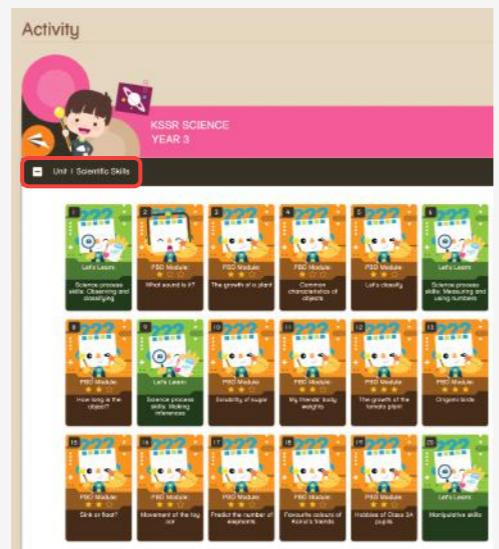 Activity
KSSR SCIENCE
YEAR 3
Unit 1 Scientific Skills
1
2
3
4
5
6
Let's Learn
PBD Module
PBD Module
PBD Module
PBD Module
Let's Learn
Science process
skills: Observing and
classifying
What sound is it?
The growth of a plant
Common
characteristics of
objects
Let's classify
Science process
skills: Measuring and
using numbers
8
9
10
11
12
13
PBD Module
Let's Learn
PBD Module
PBD Module
PBD Module
PBD Module
How long is the
object?
Science process
skills: Making
inferences
Solubility of sugar
My friends' body
weights
The growth of the
tomato plant
Origami birds
15
16
17
18
19
20
PBD Module
PBD Module
PBD Module
PBD Module
PBD Module
Let's Learn
Sink or float?
Movement of the toy
car
Predict the number of
elephants
Favourite colours of
friends
Hobbies of Class 3A
pupils
Manipulative skills